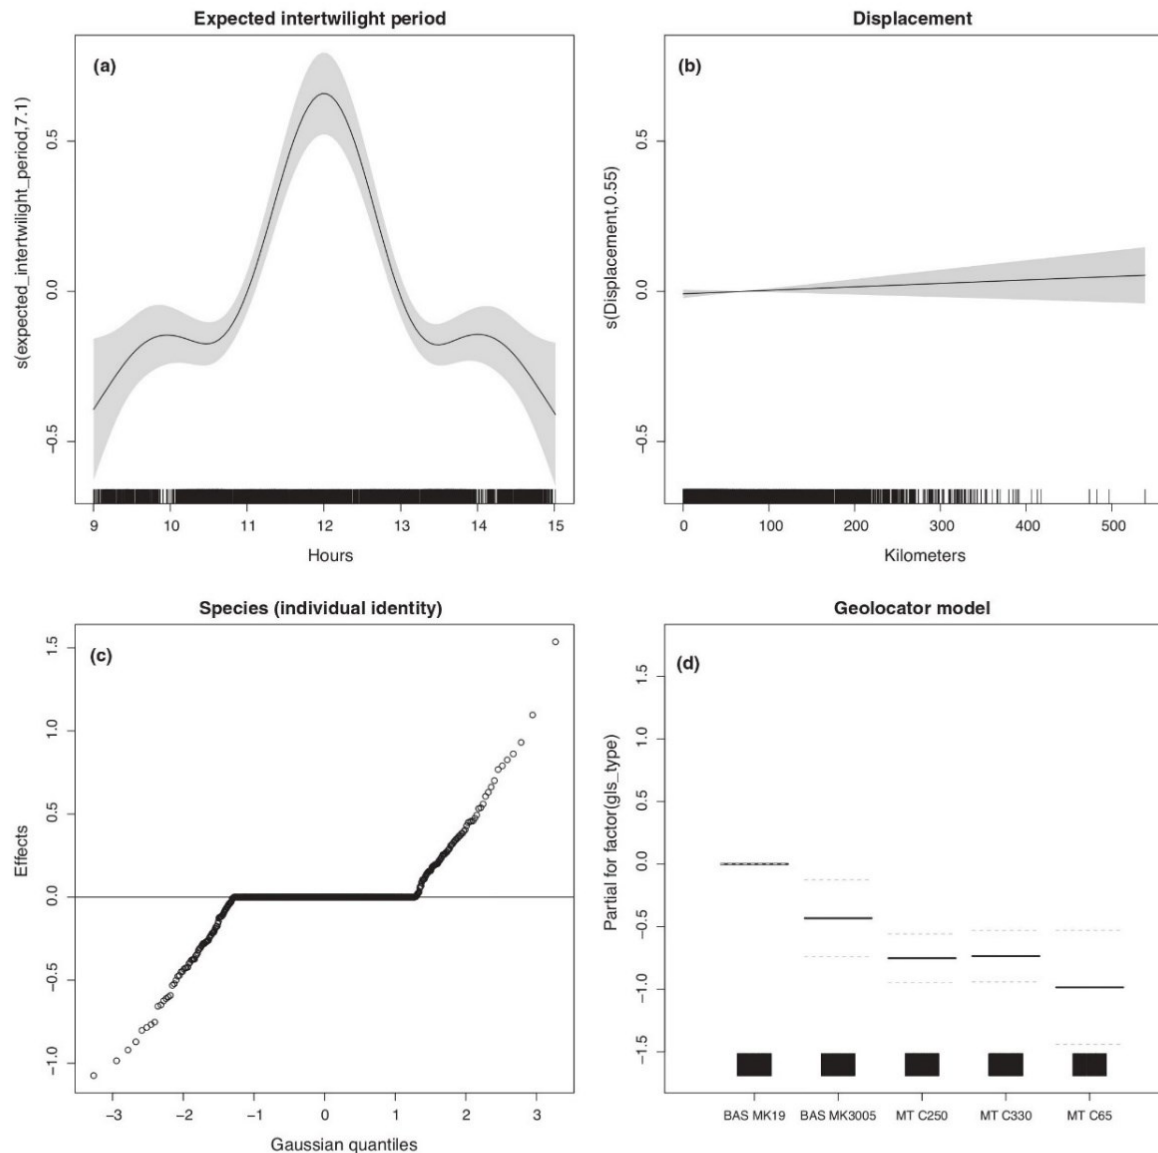 Expected intertwilight period
(a)
s(expected_intertwilight_period,7.1)
0.5
0.0
−0.5
9 10 11 12 13 14 15
Hours
Displacement
(b)
s(Displacement,0.55)
0.5
0.0
−0.5
0 100 200 300 400 500
Kilometers
Species (individual identity)
(c)
Effects
1.5
1.0
0.5
0.0
−0.5
−1.0
−3 −2 −1 0 1 2 3
Gaussian quantiles
Geolocator model
(d)
Partial for factor(gls_type)
1.5
1.0
0.5
0.0
−0.5
−1.0
−1.5
BAS MK19 BAS MK3005 MT C250 MT C330 MT C65